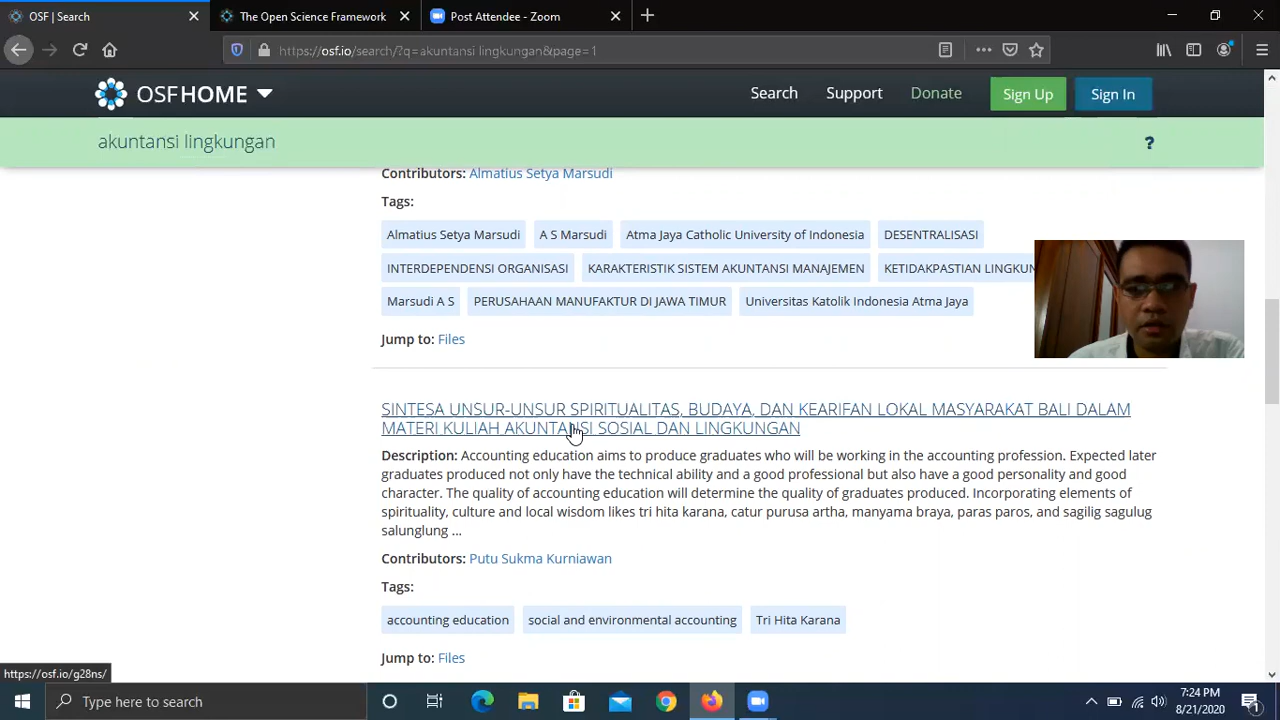 OSF | Search
The Open Science Framework
Post Attendee - Zoom
https://osf.io/search/?q=akuntansi lingkungan&page=1
OSFHOME
Search
Support
Donate
Sign Up
Sign In
akuntansi lingkungan
?
Contributors: Almatius Setya Marsudi
Tags:
Almatius Setya Marsudi
A S Marsudi
Atma Jaya Catholic University of Indonesia
DESENTRALISASI
INTERDEPENDENSI ORGANISASI
KARAKTERISTIK SISTEM AKUNTANSI MANAJEMEN
KETIDAKPASTIAN LINGKUN
Marsudi A S
PERUSAHAAN MANUFAKTUR DI JAWA TIMUR
Universitas Katolik Indonesia Atma Jaya
Jump to: Files
SINTESA UNSUR-UNSUR SPIRITUALITAS, BUDAYA, DAN KEARIFAN LOKAL MASYARAKAT BALI DALAM
MATERI KULIAH AKUNTANSI SOSIAL DAN LINGKUNGAN
Description: Accounting education aims to produce graduates who will be working in the accounting profession. Expected later
graduates produced not only have the technical ability and a good professional but also have a good personality and good
character. The quality of accounting education will determine the quality of graduates produced. Incorporating elements of
spirituality, culture and local wisdom likes tri hita karana, catur purusa artha, manyama braya, paras paros, and sagilig sagulug
salunglung ...
Contributors: Putu Sukma Kurniawan
Tags:
accounting education
social and environmental accounting
Tri Hita Karana
Jump to: Files
https://osf.io/g28ns/
Type here to search
7:24 PM
8/21/2020
1